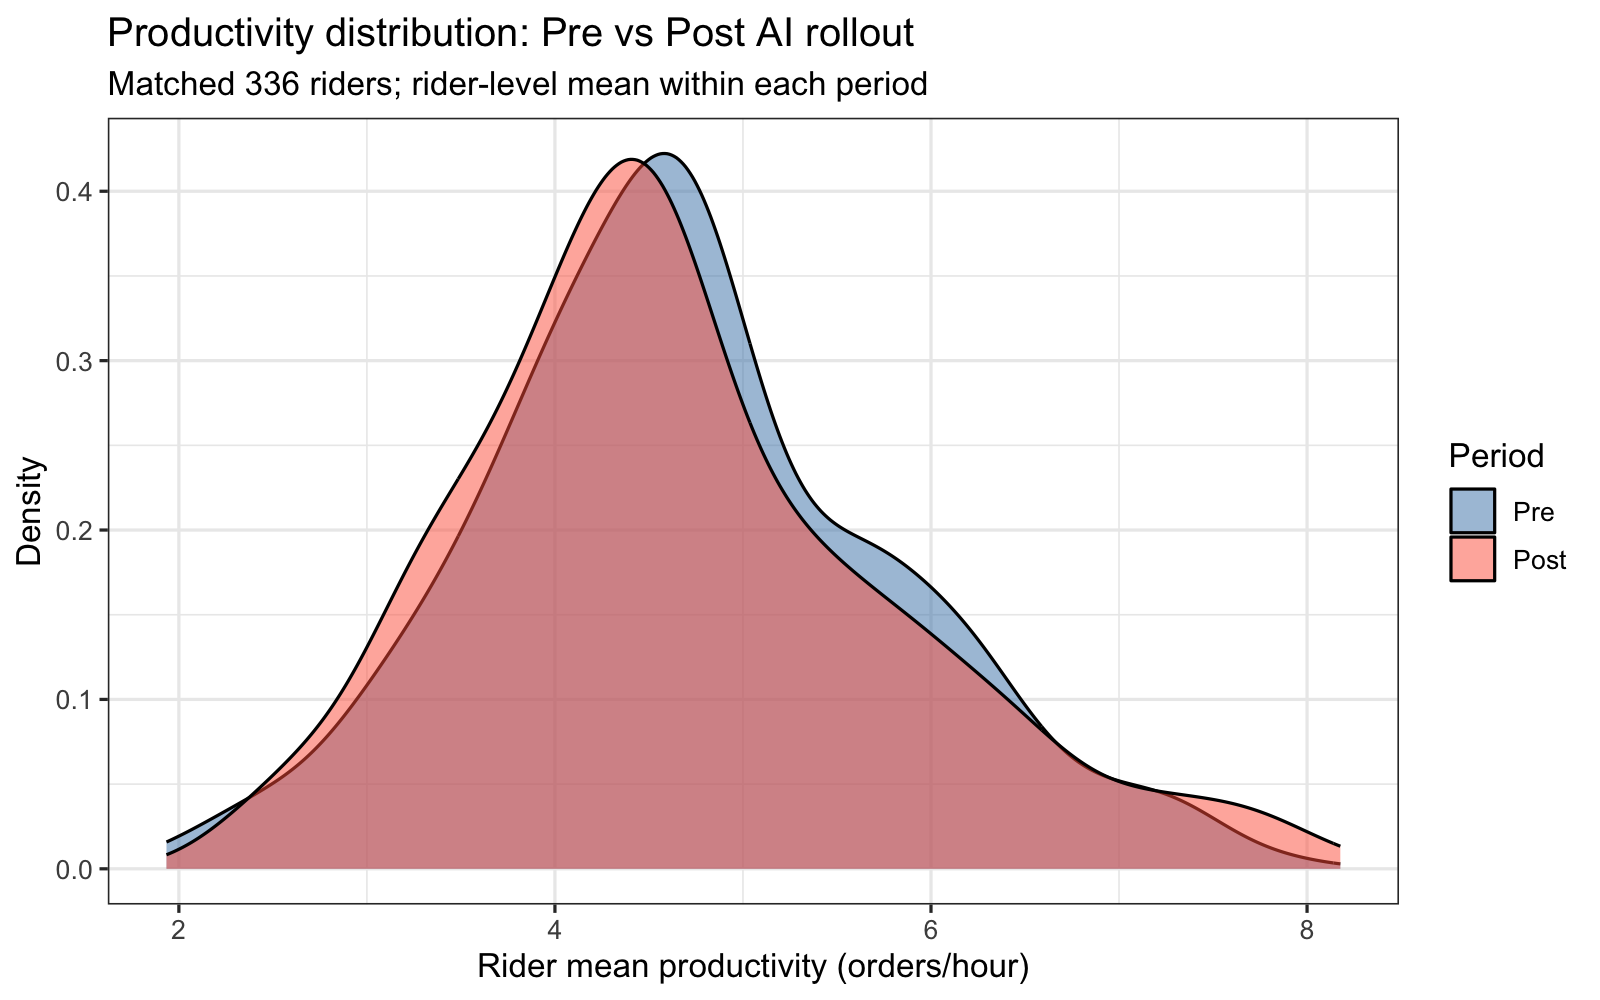 Productivity distribution: Pre vs Post AI rollout
Matched 336 riders; rider-level mean within each period
Density
0.4
0.3
0.2
0.1
0.0
2 4 6 8
Rider mean productivity (orders/hour)
Period
Pre
Post